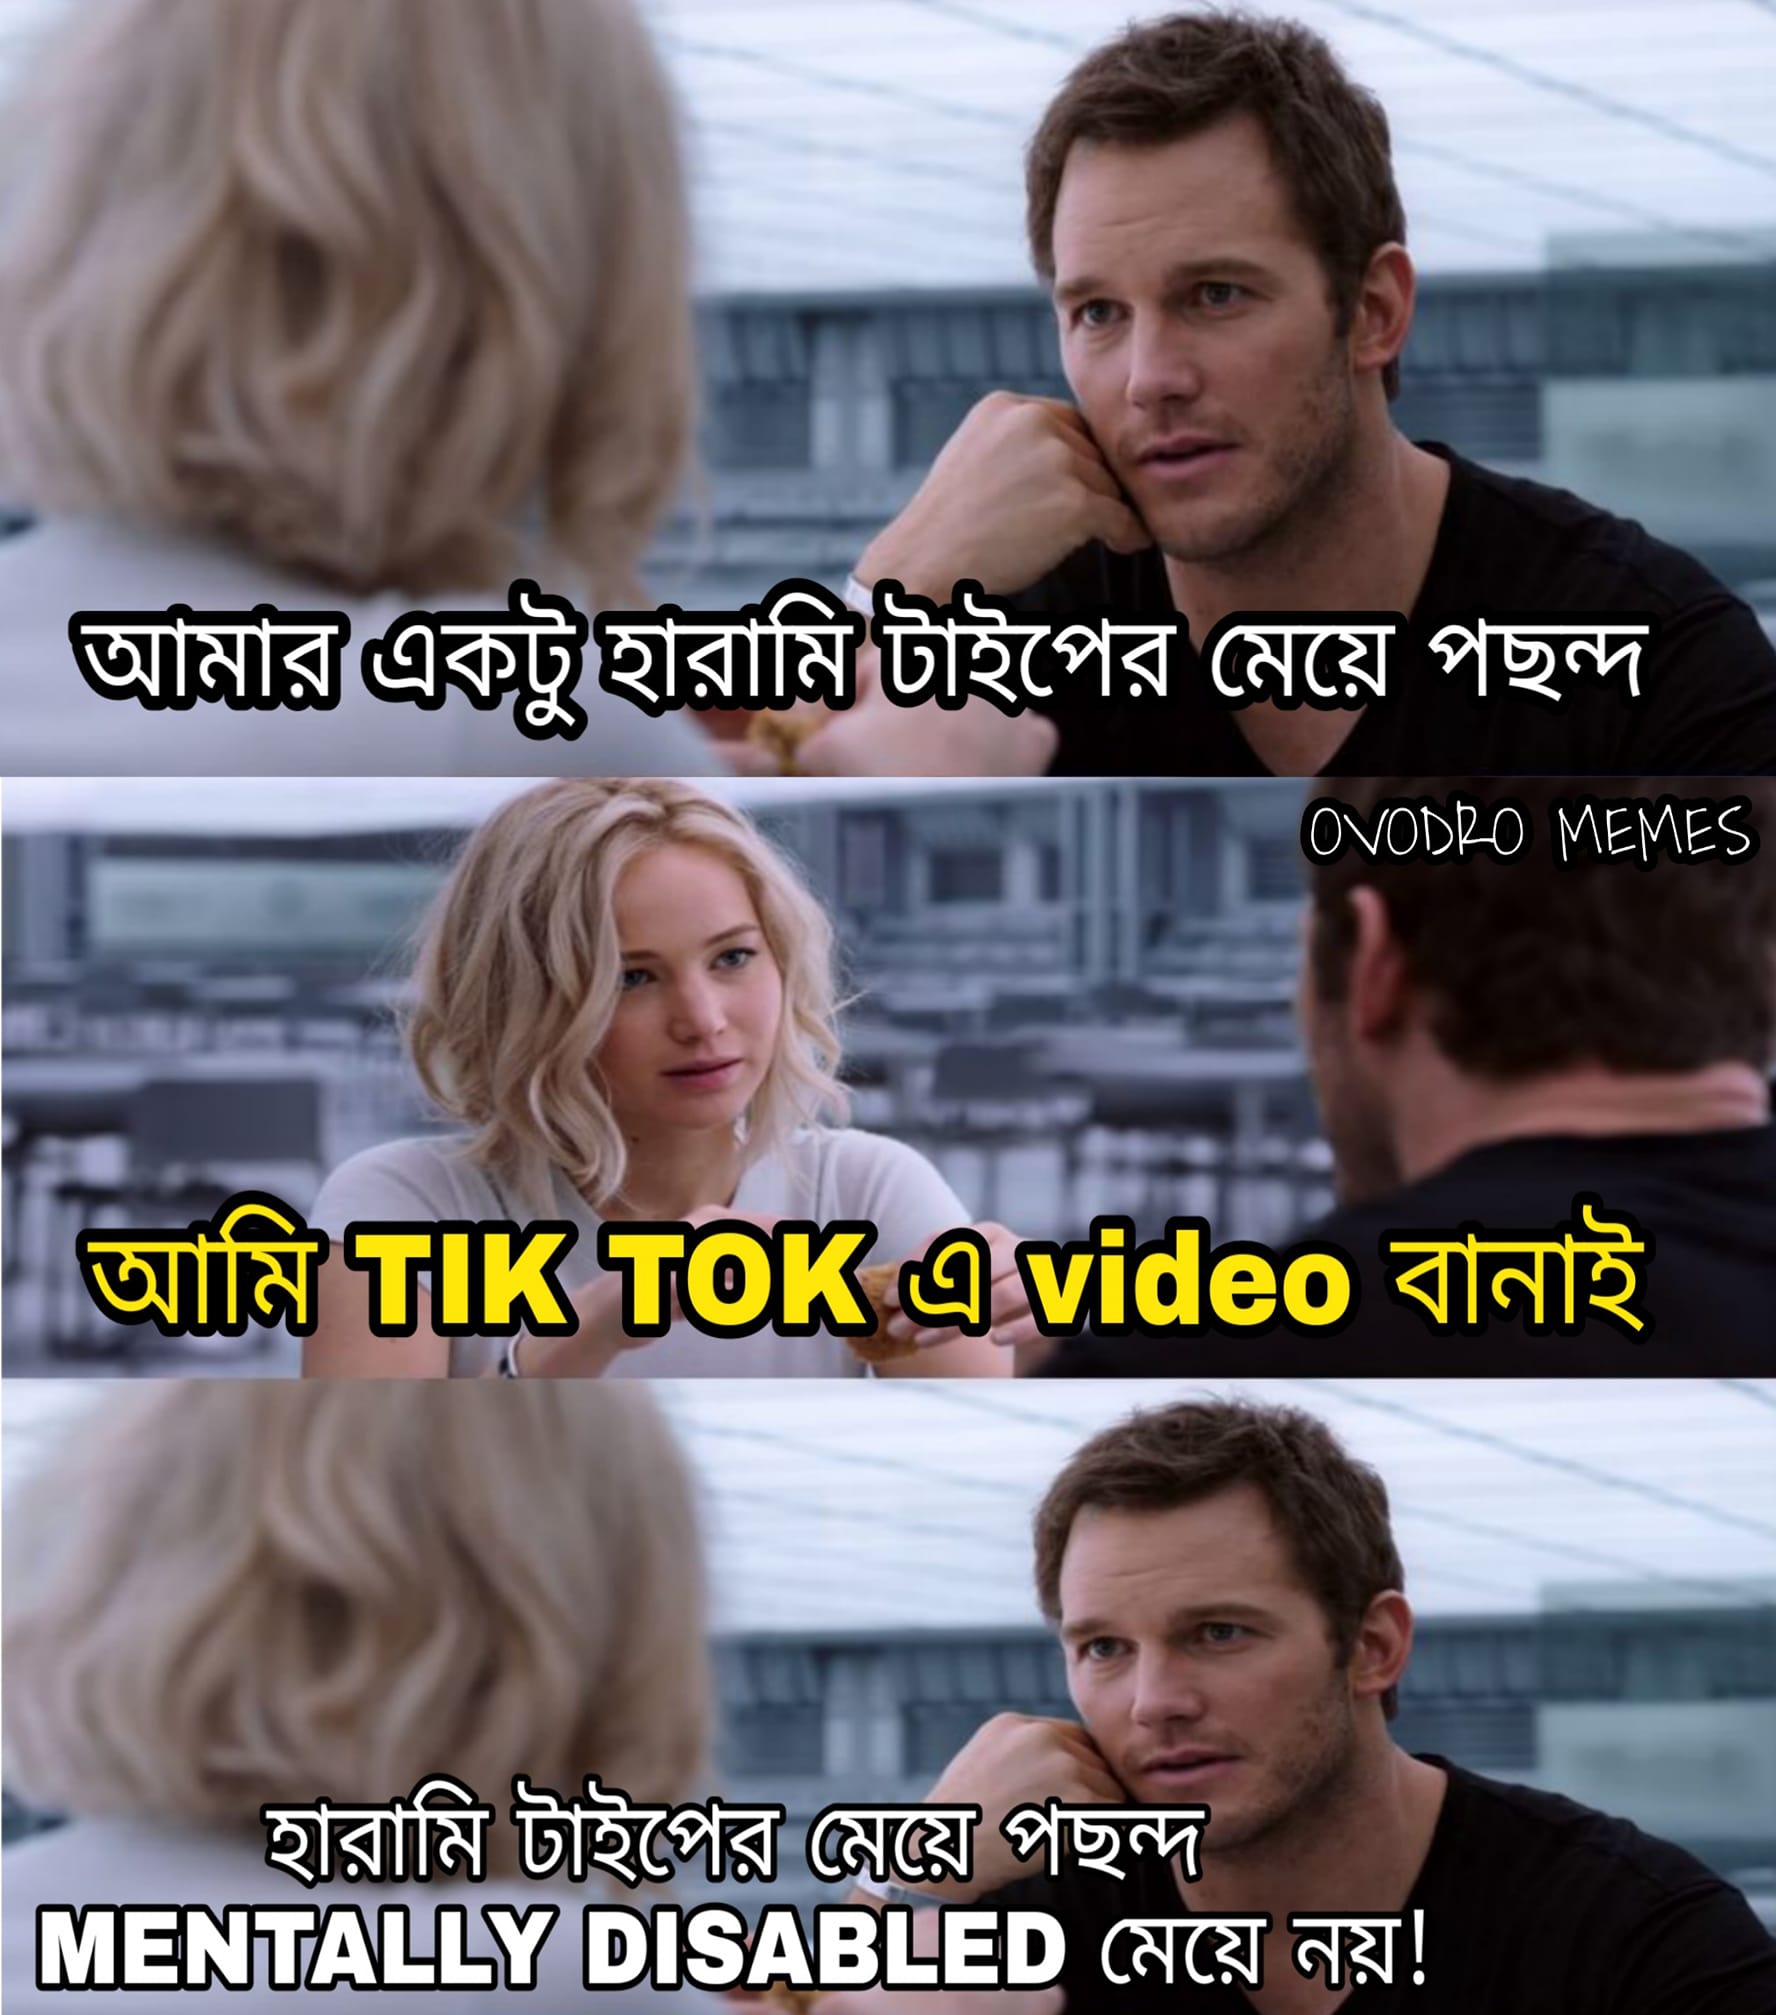 আমার একটু হারামি টাইপের মেয়ে পছন্দ
OVODRO MEMES
আমি TIK TOK এ video বানাই
হারামি টাইপের মেয়ে পছন্দ
MENTALLY DISABLED মেয়ে নয়!